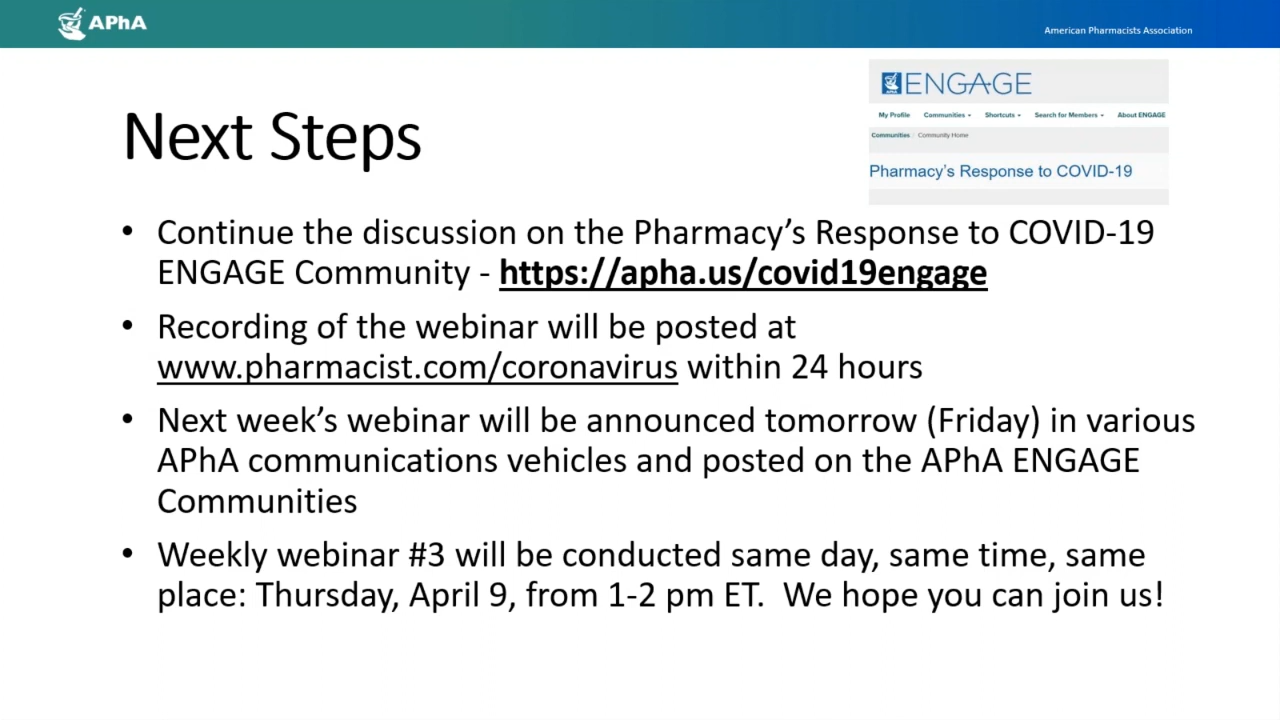 APhA
American Pharmacists Association
ENGAGE
My Profile Communities Shortcuts Search for Members About ENGAGE
Communities / Community Home
Pharmacy's Response to COVID-19
Next Steps
• Continue the discussion on the Pharmacy's Response to COVID-19
ENGAGE Community - https://apha.us/covid19engage
• Recording of the webinar will be posted at
www.pharmacist.com/coronavirus within 24 hours
• Next week's webinar will be announced tomorrow (Friday) in various
APhA communications vehicles and posted on the APhA ENGAGE
Communities
• Weekly webinar #3 will be conducted same day, same time, same
place: Thursday, April 9, from 1-2 pm ET.  We hope you can join us!